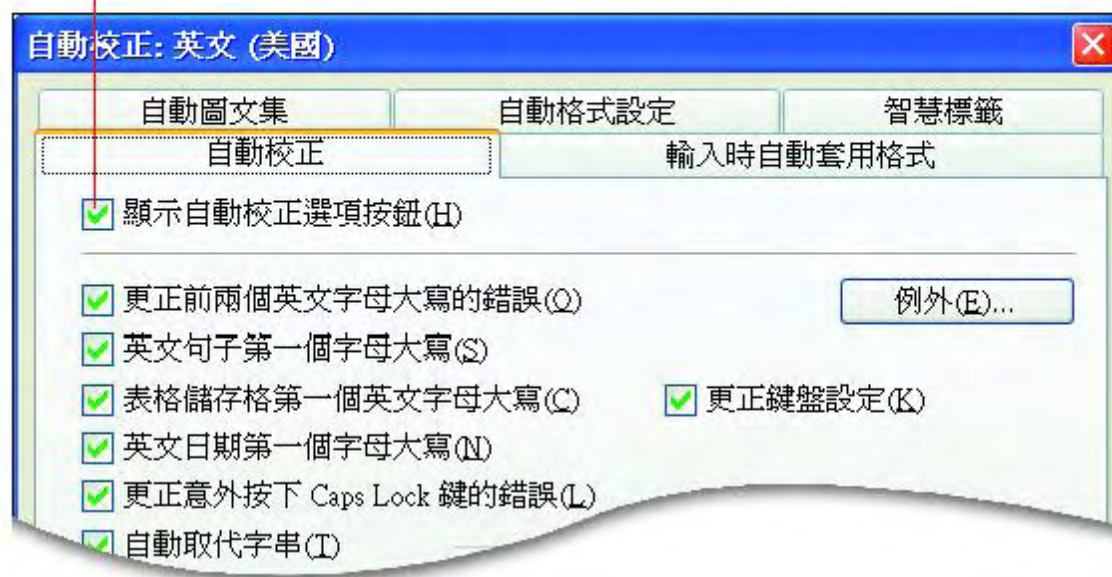 自動校正: 英文 (美國)
自動圖文集 自動格式設定 智慧標籤
自動校正 輸入時自動套用格式
顯示自動校正選項按鈕(H)
更正前兩個英文字母大寫的錯誤(O) 例外(E)...
英文句子第一個字母大寫(S)
表格儲存格第一個英文字母大寫(C) 更正鍵盤設定(K)
英文日期第一個字母大寫(N)
更正意外按下 Caps Lock 鍵的錯誤(L)
自動取代字串(T)